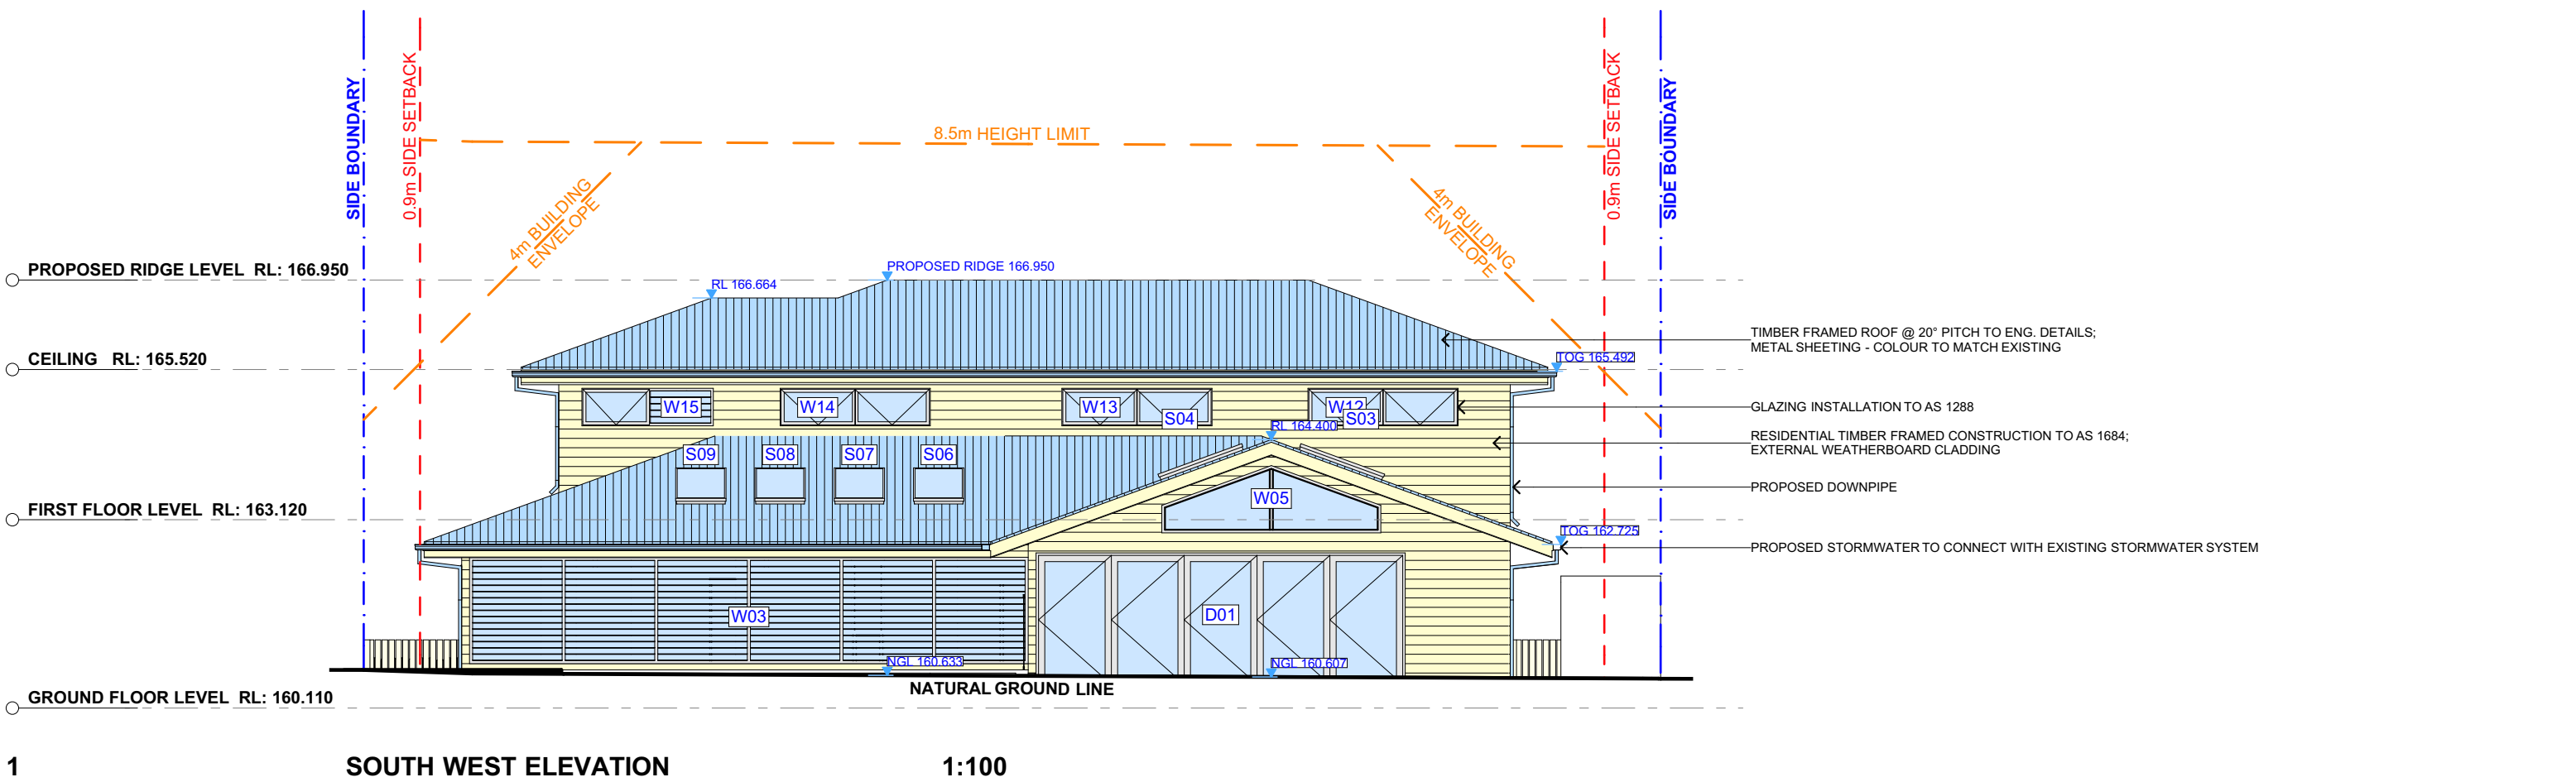 SIDE BOUNDARY
0.9m SIDE SETBACK
8.5m HEIGHT LIMIT
0.9m SIDE SETBACK
SIDE BOUNDARY
4m BUILDING
ENVELOPE
4m BUILDING
ENVELOPE
PROPOSED RIDGE LEVEL RL: 166.950
PROPOSED RIDGE 166.950
RL 166.664
CEILING RL: 165.520
TOG 165.492
TIMBER FRAMED ROOF @ 20° PITCH TO ENG. DETAILS;
METAL SHEETING - COLOUR TO MATCH EXISTING
W15
W14
W13
W12
GLAZING INSTALLATION TO AS 1288
S04
S03
RL 164.400
RESIDENTIAL TIMBER FRAMED CONSTRUCTION TO AS 1684;
EXTERNAL WEATHERBOARD CLADDING
S09
S08
S07
S06
PROPOSED DOWNPIPE
W05
FIRST FLOOR LEVEL RL: 163.120
TOG 162.725
PROPOSED STORMWATER TO CONNECT WITH EXISTING STORMWATER SYSTEM
W03
D01
NGL 160.633
NGL 160.607
NATURAL GROUND LINE
GROUND FLOOR LEVEL RL: 160.110
1
SOUTH WEST ELEVATION
1:100